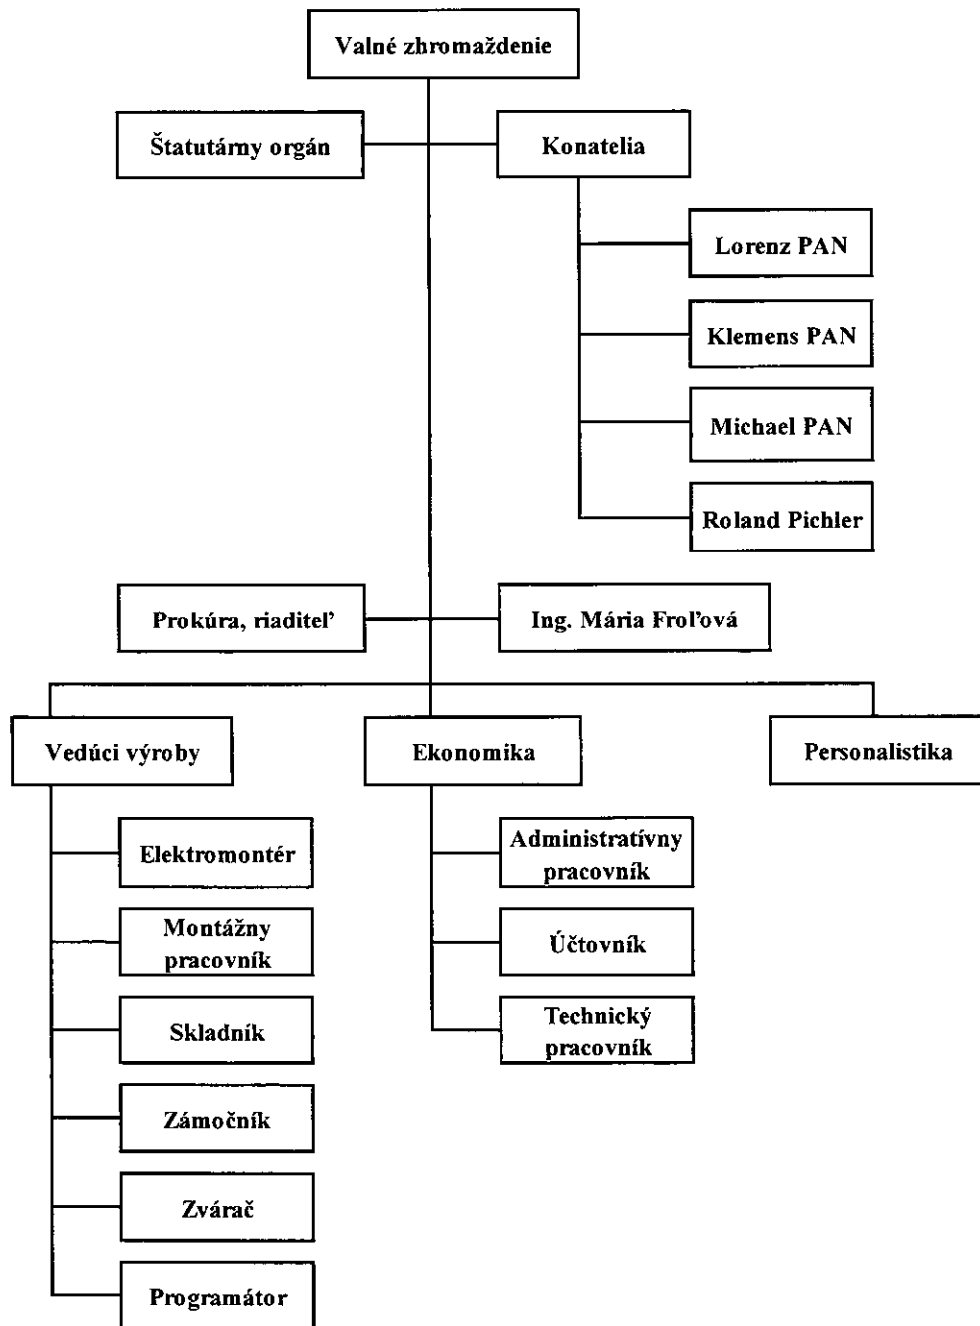 Valné zhromaždenie
Štatutárny orgán
Konatelia
Lorenz PAN
Klemens PAN
Michael PAN
Roland Pichler
Prokúra, riaditeľ
Ing. Mária Froľová
Vedúci výroby
Ekonomika
Personalistika
Elektromontér
Montážny
pracovník
Skladník
Zámočník
Zvárač
Programátor
Administratívny
pracovník
Účtovník
Technický
pracovník